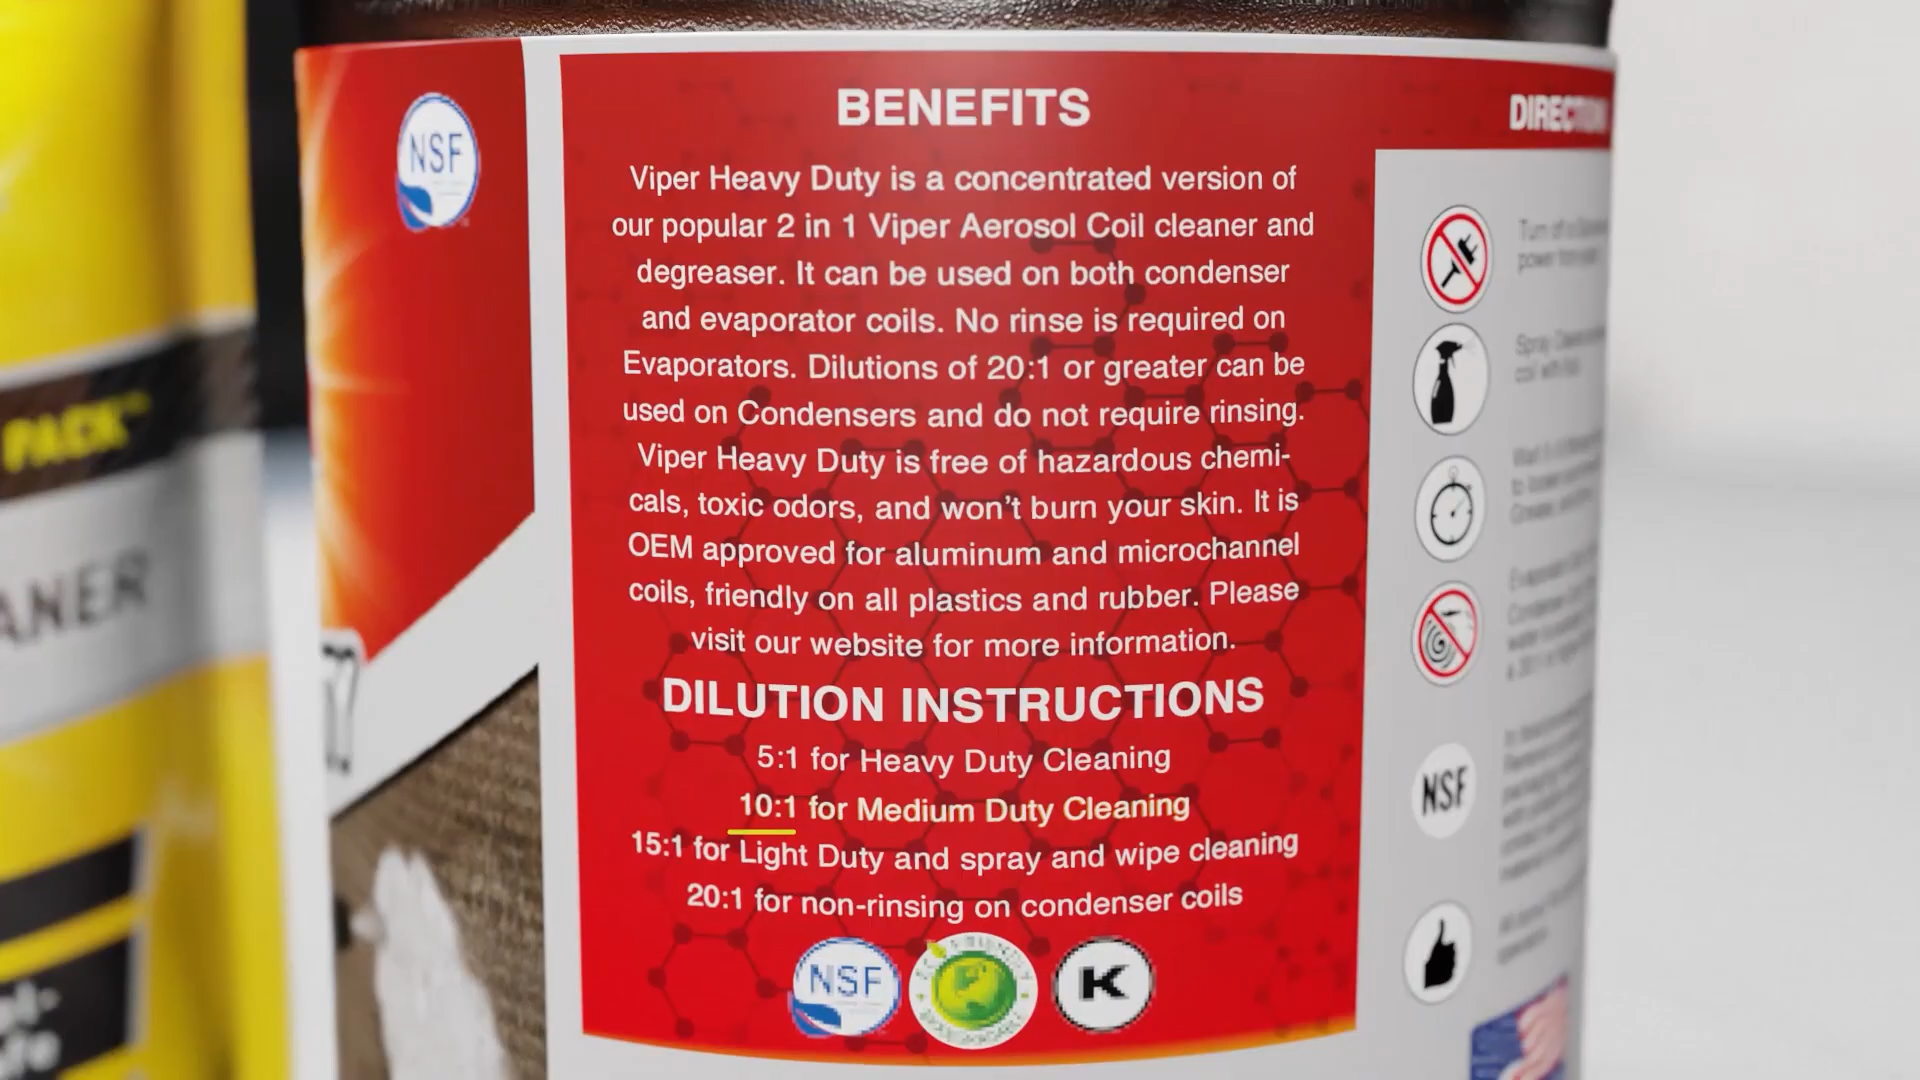 PACK
ANER
NSF
BENEFITS
Viper Heavy Duty is a concentrated version of
our popular 2 in 1 Viper Aerosol Coil cleaner and
degreaser. It can be used on both condenser
and evaporator coils. No rinse is required on
Evaporators. Dilutions of 20:1 or greater can be
used on Condensers and do not require rinsing.
Viper Heavy Duty is free of hazardous chemi-
cals, toxic odors, and won't burn your skin. It is
OEM approved for aluminum and microchannel
coils, friendly on all plastics and rubber. Please
visit our website for more information.
DILUTION INSTRUCTIONS
5:1 for Heavy Duty Cleaning
10:1 for Medium Duty Cleaning
15:1 for Light Duty and spray and wipe cleaning
20:1 for non-rinsing on condenser coils
NSF
K
NSF